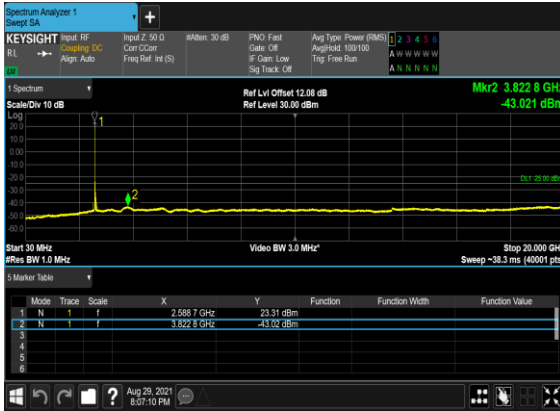 Spectrum Analyzer 1
Swept SA
+
KEYSIGHT Input: RF Input Z: 50 Ω #Atten: 30 dB PNO: Fast Avg Type: Power (RMS) 1 2 3 4 5 6
RL Coupling: DC Corr CCorr Gate: Off Avg|Hold: 100/100 A W W W W W
Align: Auto Freq Ref: Int (S) IF Gain: Low Trig: Free Run
LXI Sig Track: Off A N N N N N
1 Spectrum Ref Lvl Offset 12.08 dB Mkr2 3.822 8 GHz
Scale/Div 10 dB Ref Level 30.00 dBm -43.021 dBm
Log
20.0
10.0
0.00
-10.0
-20.0
-30.0
-40.0
-50.0
-60.0
1
2
DL1 -25.00 dBm
Start 30 MHz Video BW 3.0 MHz* Stop 20.000 GH
#Res BW 1.0 MHz Sweep ~38.3 ms (40001 pts
5 Marker Table
Mode Trace Scale X Y Function Function Width Function Value
1 N 1 f 2.588 7 GHz 23.31 dBm
2 N 1 f 3.822 8 GHz -43.02 dBm
3
4
5
6
? Aug 29, 2021
8:07:10 PM